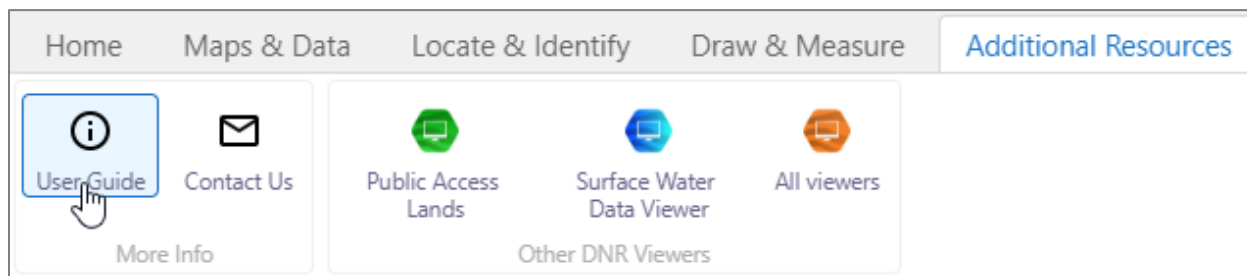 Home Maps & Data Locate & Identify Draw & Measure Additional Resources
User Guide Contact Us Public Access Lands Surface Water Data Viewer All viewers
More Info Other DNR Viewers